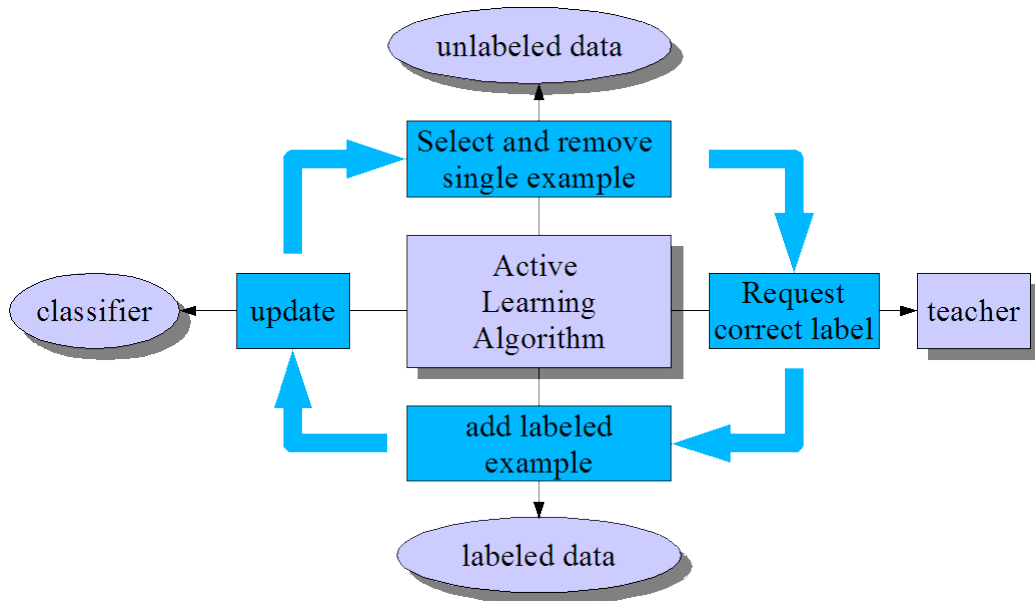 unlabeled data
Select and remove
single example
Active
Learning
Algorithm
classifier
update
Request
correct label
teacher
add labeled
example
labeled data